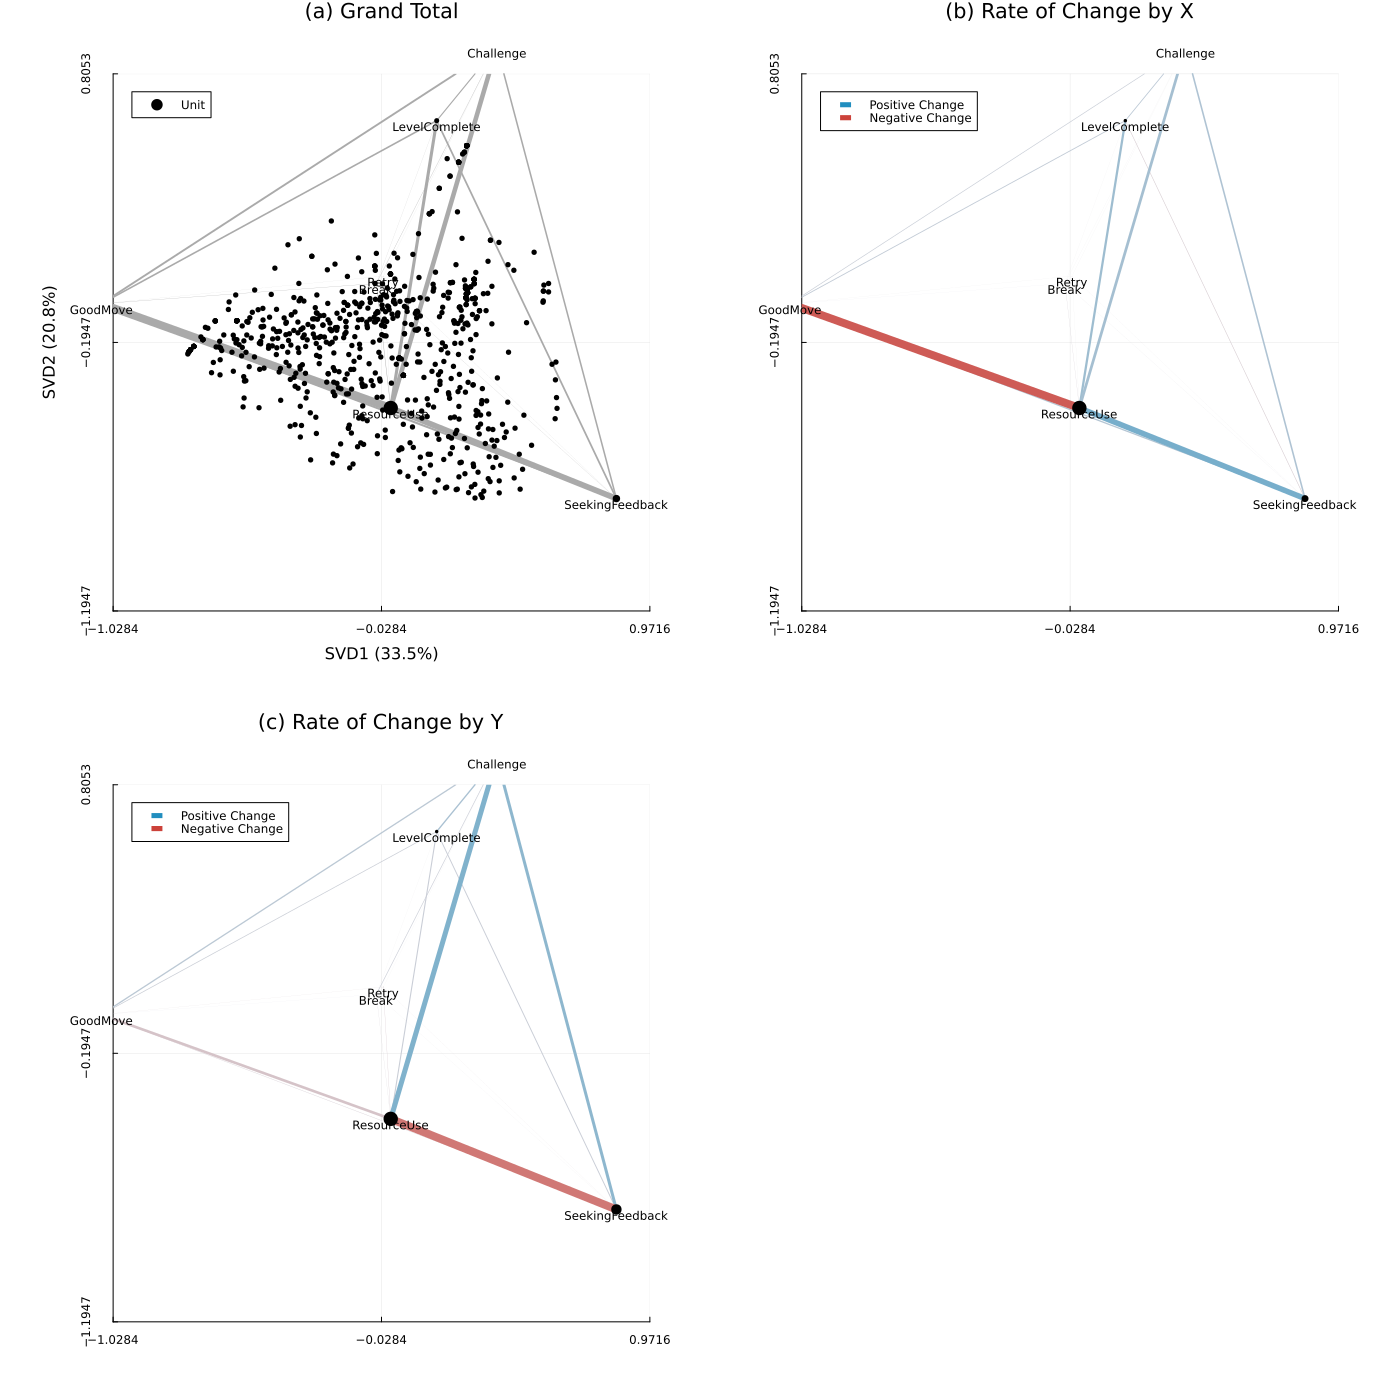 (a) Grand Total
(b) Rate of Change by X
Challenge
Challenge
0.8053
0.8053
Unit
Positive Change
Negative Change
LevelComplete
LevelComplete
Retry
Break
Retry
Break
GoodMove
GoodMove
SVD2 (20.8%)
−0.1947
−0.1947
ResourceUse
ResourceUse
SeekingFeedback
SeekingFeedback
−1.1947
−1.1947
−1.0284
−0.0284
0.9716
−1.0284
−0.0284
0.9716
SVD1 (33.5%)
(c) Rate of Change by Y
Challenge
0.8053
Positive Change
Negative Change
LevelComplete
Retry
Break
GoodMove
−0.1947
ResourceUse
SeekingFeedback
−1.1947
−1.0284
−0.0284
0.9716